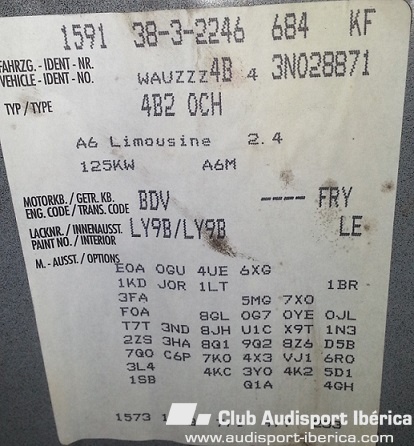 1591 38-3-2246 684 KF
FAHRZG. - IDENT - NR.
VEHICLE - IDENT - NO. WAUZZZ4B 4 3N028871
TYP / TYPE 4B2 0CH
A6 Limousine 2.4
125KW A6M
MOTORKB. / GETR. KB.
ENG. CODE / TRANS. CODE BDV ---- FRY
LACKNR. / INNENAUSST.
PAINT NO. / INTERIOR LY9B/LY9B LE
M. - AUSST. / OPTIONS
E0A 0GU 4UE 6XG
1KD J0R 1LT 1BR
3FA 5MG 7X0
F0A 8GL 0G7 0YE 0JL
T7T 3ND 8JH U1C X9T 1N3
2ZS 3HA 8Q1 9Q2 8Z6 D5B
7Q0 C6P 7K0 4X3 VJ1 6R0
3L4 4KC 3Y0 4K2 5D1
1SB Q1A 4GH
1573
Club Audisport Ibérica
www.audisport-iberica.com